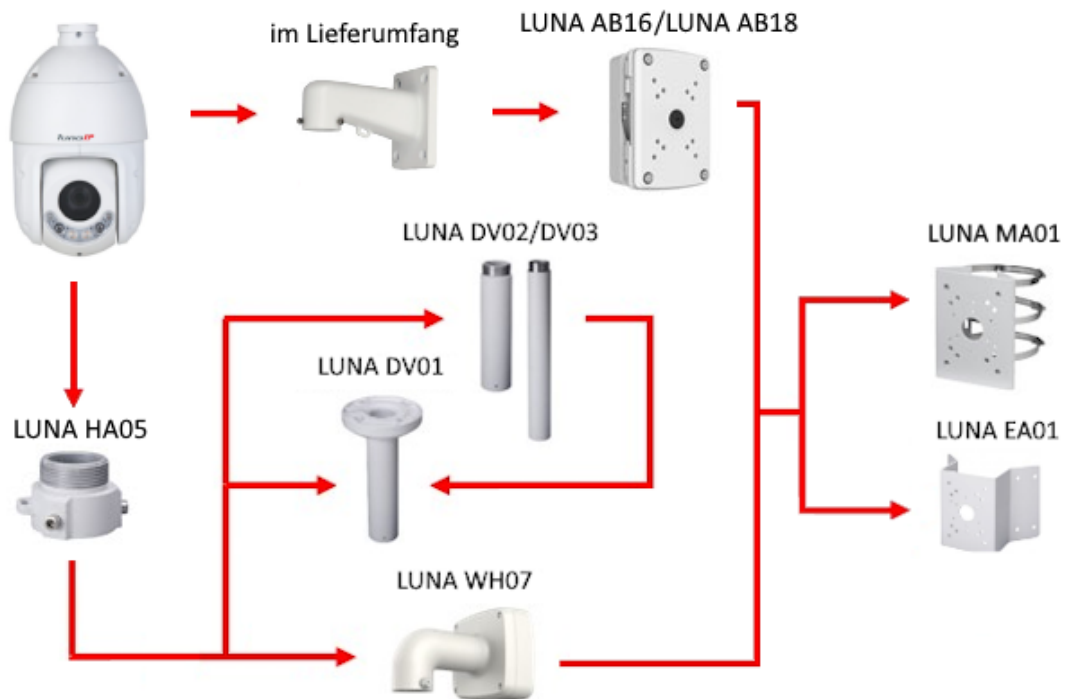 im Lieferumfang
LUNA AB16/LUNA AB18
LUNA DV02/DV03
LUNA MA01
LUNA DV01
LUNA HA05
LUNA EA01
LUNA WH07